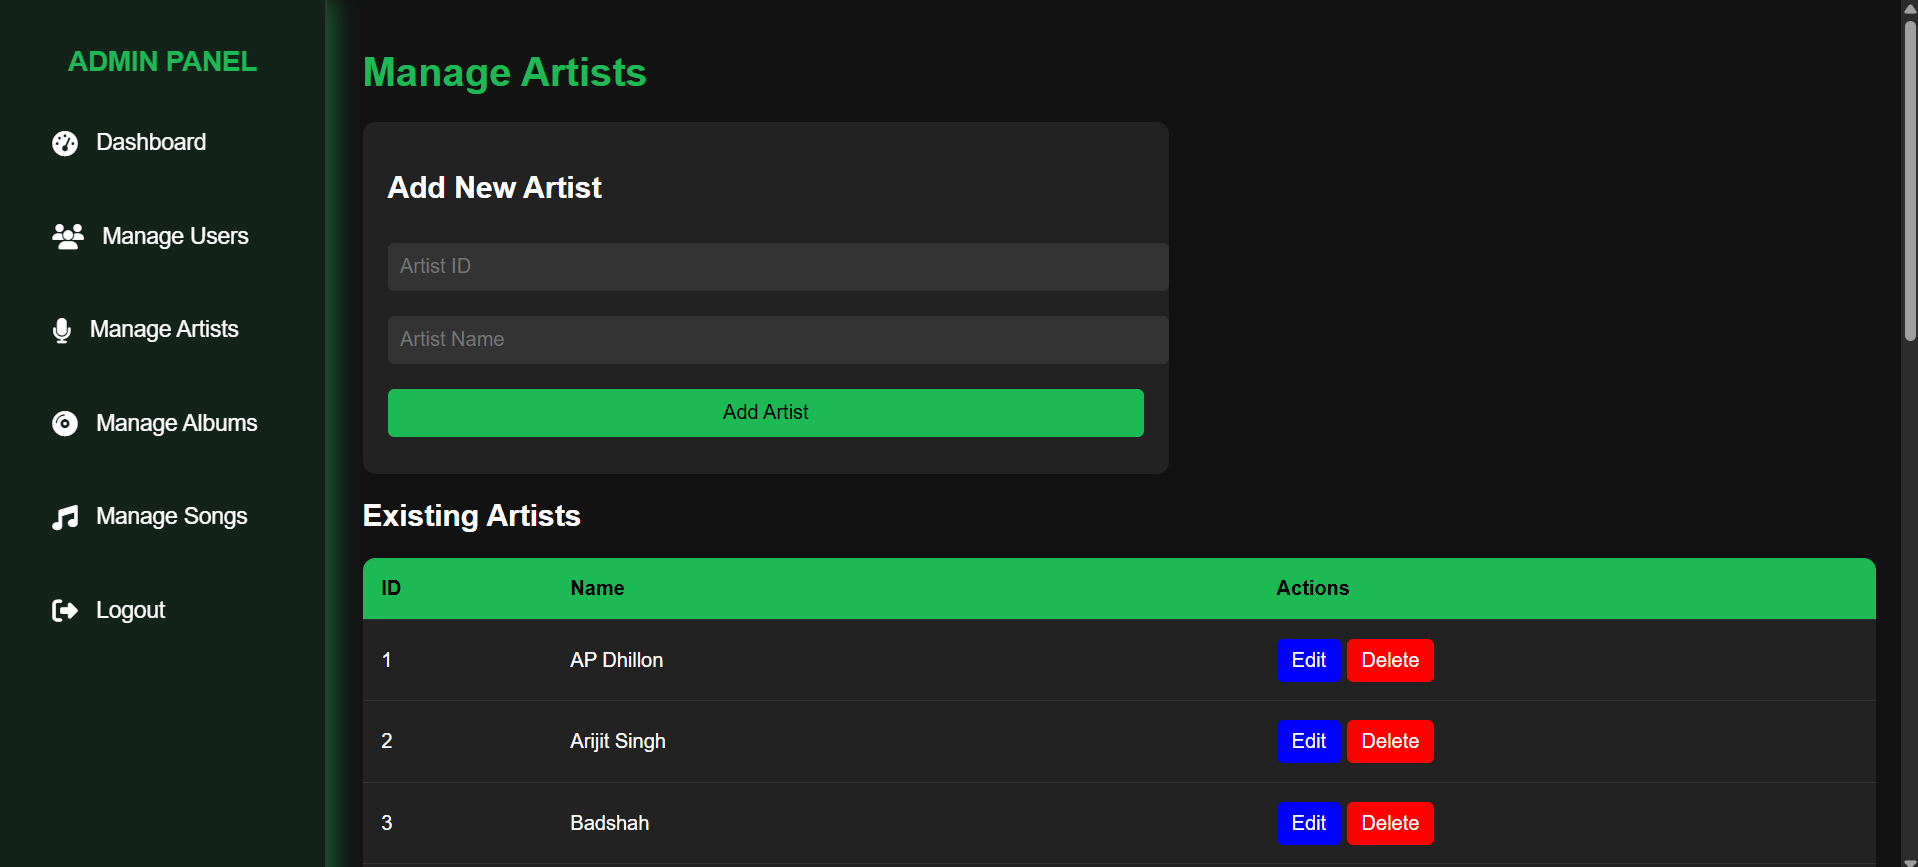 ADMIN PANEL
Dashboard
Manage Users
Manage Artists
Manage Albums
Manage Songs
Logout
Manage Artists
Add New Artist
Artist ID
Artist Name
Add Artist
Existing Artists
ID Name Actions
1 AP Dhillon Edit Delete
2 Arijit Singh Edit Delete
3 Badshah Edit Delete